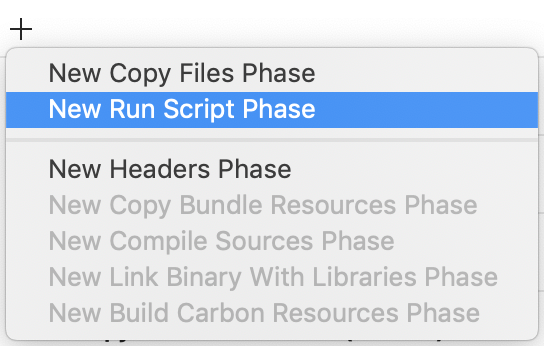 New Copy Files Phase
New Run Script Phase
New Headers Phase
New Copy Bundle Resources Phase
New Compile Sources Phase
New Link Binary With Libraries Phase
New Build Carbon Resources Phase